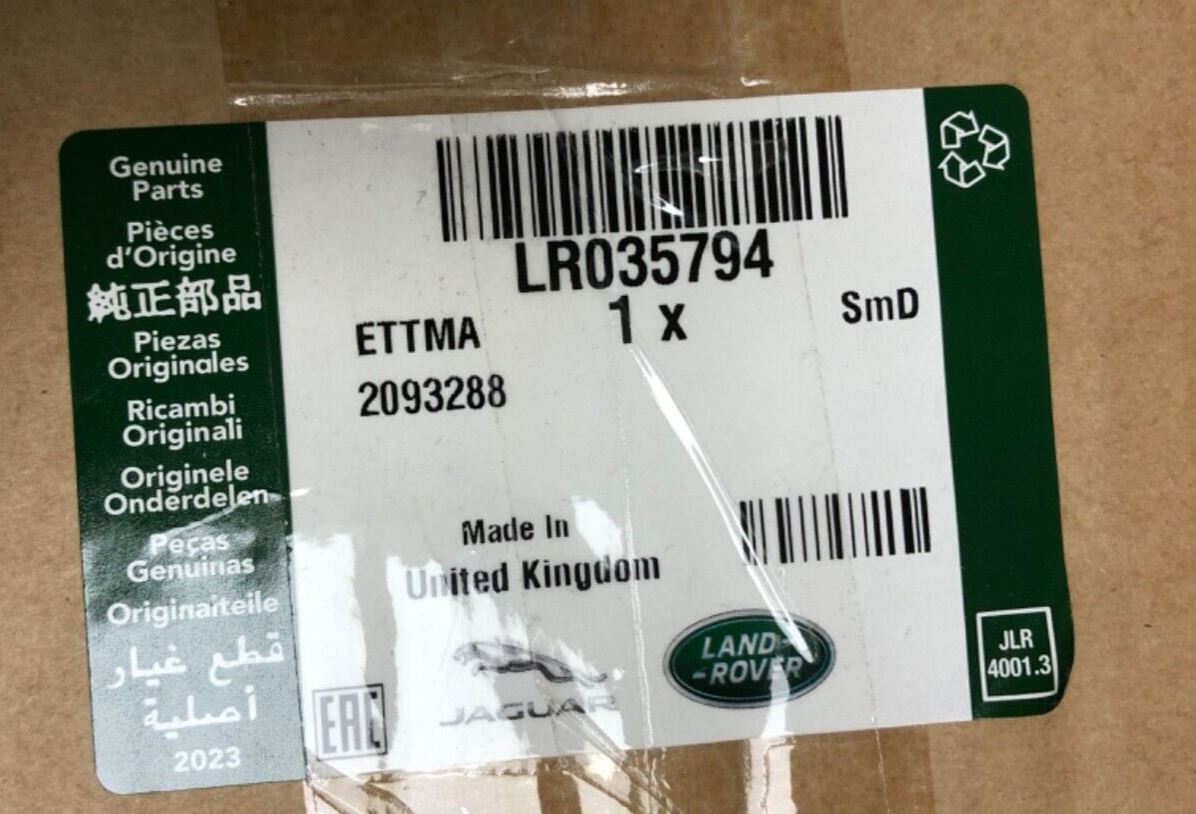 Genuine
Parts
Pièces
d'Origine
純正部品
Piezas
Originales
Ricambi
Originali
Originele
Onderdelen
Peças
Genuínas
Originalteile
قطع غيار
أصلية
2023
LR035794
1 x
ETTMA
SmD
2093288
Made In
United Kingdom
EAC
JAGUAR
LAND-
-ROVER
JLR
4001.3